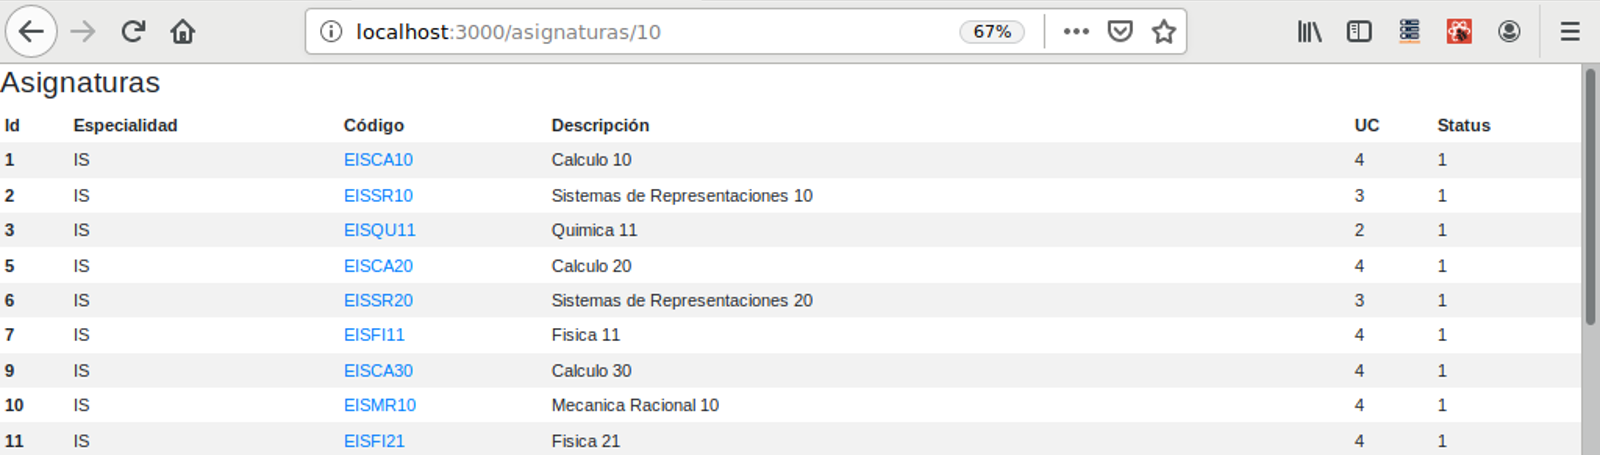 localhost:3000/asignaturas/10 67%
Asignaturas
Id Especialidad Código Descripción UC Status
1 IS EISCA10 Calculo 10 4 1
2 IS EISSR10 Sistemas de Representaciones 10 3 1
3 IS EISQU11 Quimica 11 2 1
5 IS EISCA20 Calculo 20 4 1
6 IS EISSR20 Sistemas de Representaciones 20 3 1
7 IS EISFI11 Fisica 11 4 1
9 IS EISCA30 Calculo 30 4 1
10 IS EISMR10 Mecanica Racional 10 4 1
11 IS EISFI21 Fisica 21 4 1